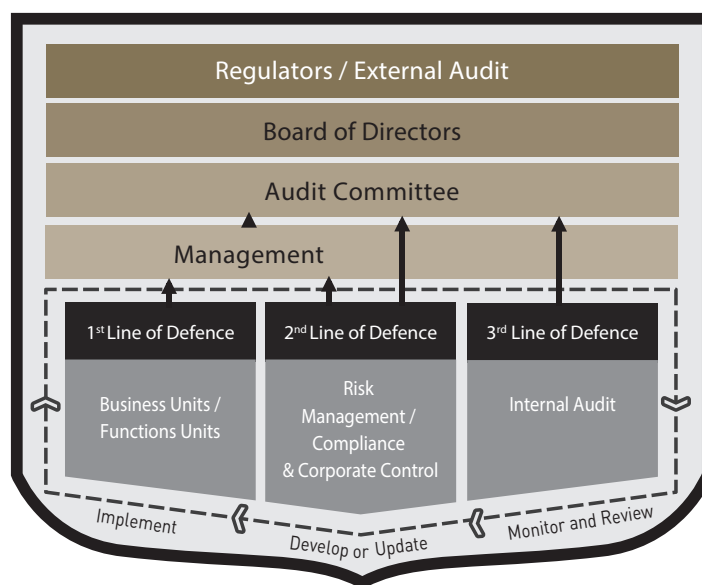 Regulators / External Audit
Board of Directors
Audit Committee
Management
1st Line of Defence
2nd Line of Defence
3rd Line of Defence
Business Units /
Functions Units
Risk
Management /
Compliance
& Corporate Control
Internal Audit
Implement
Develop or Update
Monitor and Review